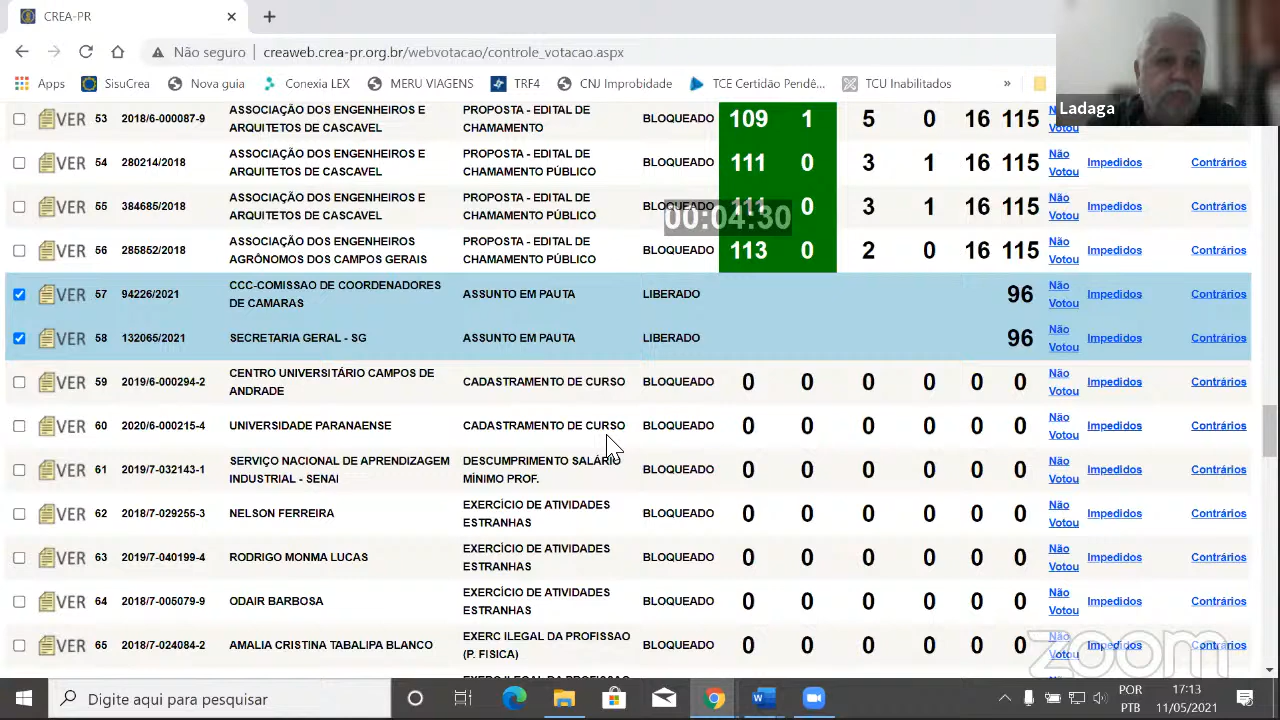 CREA-PR
Não seguro creaweb.crea-pr.org.br/webvotacao/controle_votacao.aspx
Apps SisuCrea Nova guia Conexia LEX MERU VIAGENS TRF4 CNJ Improbidade TCE Certidão Pendê... TCU Inabilitados »
Ladaga
ASSOCIAÇÃO DOS ENGENHEIROS E PROPOSTA - EDITAL DE
VER 53 2018/6-000087-9 BLOQUEADO 109 1 5 0 16 115
ARQUITETOS DE CASCAVEL CHAMAMENTO Votou
ASSOCIAÇÃO DOS ENGENHEIROS E PROPOSTA - EDITAL DE Não
VER 54 280214/2018 BLOQUEADO 111 0 3 1 16 115 Impedidos Contrários
ARQUITETOS DE CASCAVEL CHAMAMENTO PÚBLICO Votou
ASSOCIAÇÃO DOS ENGENHEIROS E PROPOSTA - EDITAL DE Não
VER 55 384685/2018 BLOQUEADO 111 0 3 1 16 115 Impedidos Contrários
ARQUITETOS DE CASCAVEL CHAMAMENTO PÚBLICO Votou
00:04:30
ASSOCIAÇÃO DOS ENGENHEIROS PROPOSTA - EDITAL DE Não
VER 56 285852/2018 BLOQUEADO 113 0 2 0 16 115 Impedidos Contrários
AGRÔNOMOS DOS CAMPOS GERAIS CHAMAMENTO PÚBLICO Votou
CCC-COMISSAO DE COORDENADORES Não
VER 57 94226/2021 ASSUNTO EM PAUTA LIBERADO 96 Impedidos Contrários
DE CAMARAS Votou
Não
VER 58 132065/2021 SECRETARIA GERAL - SG ASSUNTO EM PAUTA LIBERADO 96 Impedidos Contrários
Votou
CENTRO UNIVERSITÁRIO CAMPOS DE Não
VER 59 2019/6-000294-2 CADASTRAMENTO DE CURSO BLOQUEADO 0 0 0 0 0 0 Impedidos Contrários
ANDRADE Votou
Não
VER 60 2020/6-000215-4 UNIVERSIDADE PARANAENSE CADASTRAMENTO DE CURSO BLOQUEADO 0 0 0 0 0 0 Impedidos Contrários
Votou
SERVIÇO NACIONAL DE APRENDIZAGEM DESCUMPRIMENTO SALÁRIO Não
VER 61 2019/7-032143-1 BLOQUEADO 0 0 0 0 0 0 Impedidos Contrários
INDUSTRIAL - SENAI MÍNIMO PROF. Votou
EXERCÍCIO DE ATIVIDADES Não
VER 62 2018/7-029255-3 NELSON FERREIRA BLOQUEADO 0 0 0 0 0 0 Impedidos Contrários
ESTRANHAS Votou
EXERCÍCIO DE ATIVIDADES Não
VER 63 2019/7-040199-4 RODRIGO MONMA LUCAS BLOQUEADO 0 0 0 0 0 0 Impedidos Contrários
ESTRANHAS Votou
EXERCÍCIO DE ATIVIDADES Não
VER 64 2018/7-005079-9 ODAIR BARBOSA BLOQUEADO 0 0 0 0 0 0 Impedidos Contrários
ESTRANHAS Votou
EXERC ILEGAL DA PROFISSAO Não
VER 65 2018/7-024084-2 AMALIA CRISTINA TABALIPA BLANCO BLOQUEADO 0 0 0 0 0 0 Impedidos Contrários
(P. FISICA) Votou
zoom
Digite aqui para pesquisar
POR 17:13
PTB 11/05/2021